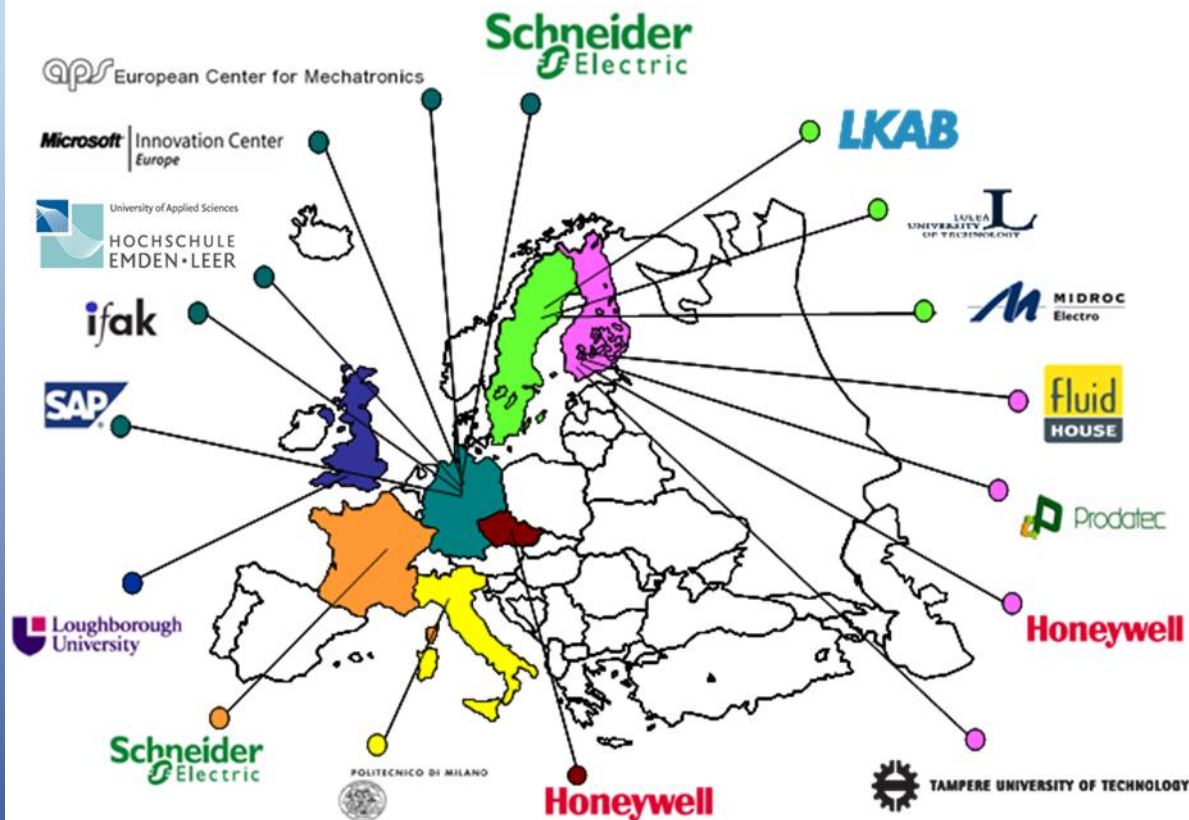 Schneider
Electric
aps European Center for Mechatronics
Microsoft Innovation Center
Europe
LKAB
University of Applied Sciences
HOCHSCHULE
EMDEN•LEER
LULEÅ
UNIVERSITY
OF TECHNOLOGY
ifak
MIDROC
Electro
SAP
fluid
HOUSE
Prodatec
Loughborough
University
Honeywell
Schneider
Electric
POLITECNICO DI MILANO
Honeywell
TAMPERE UNIVERSITY OF TECHNOLOGY